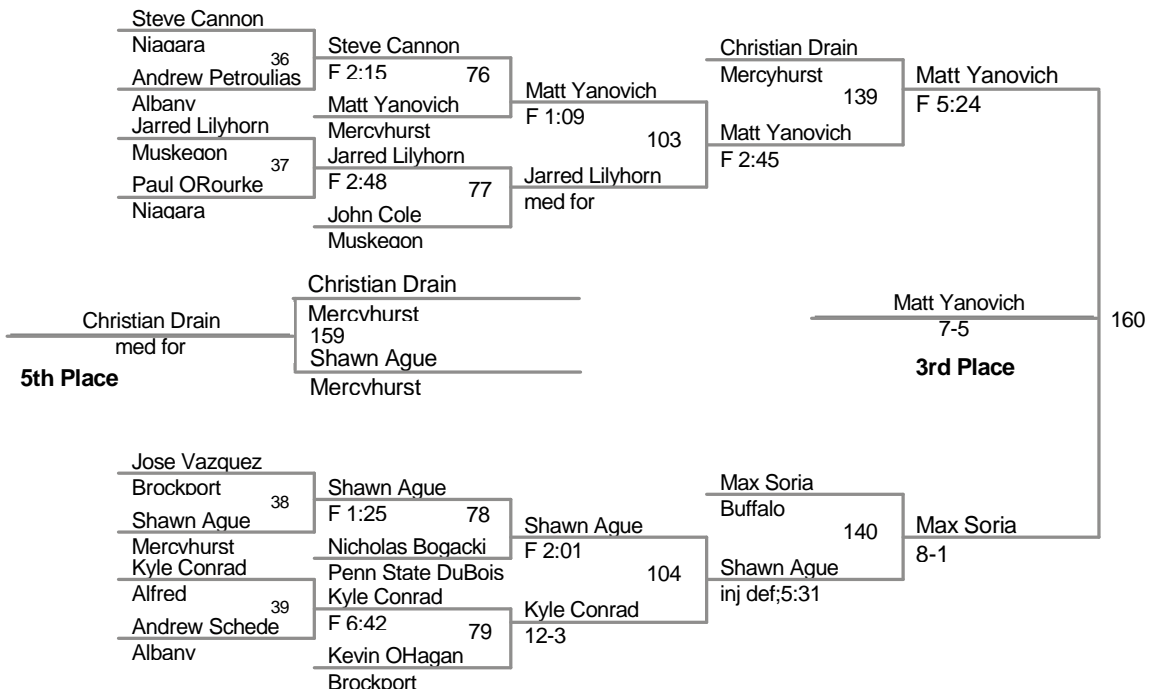 Steve Cannon
Niagara
36
Andrew Petroulias
Albany
Jarred Lilyhorn
Muskegon
37
Paul ORourke
Niagara
Steve Cannon
F 2:15
76
Matt Yanovich
Mercyhurst
Jarred Lilyhorn
F 2:48
77
John Cole
Muskegon
Matt Yanovich
F 1:09
103
Jarred Lilyhorn
med for
Christian Drain
Mercyhurst
139
Matt Yanovich
F 2:45
Matt Yanovich
F 5:24
Christian Drain
Mercyhurst
159
Shawn Ague
Mercyhurst
Christian Drain
med for
5th Place
Matt Yanovich
7-5
3rd Place
160
Jose Vazquez
Brockport
38
Shawn Ague
Mercyhurst
Kyle Conrad
Alfred
39
Andrew Schede
Albany
Shawn Ague
F 1:25
78
Nicholas Bogacki
Penn State DuBois
Kyle Conrad
F 6:42
79
Kevin OHagan
Brockport
Shawn Ague
F 2:01
104
Kyle Conrad
12-3
Max Soria
Buffalo
140
Shawn Ague
inj def;5:31
Max Soria
8-1